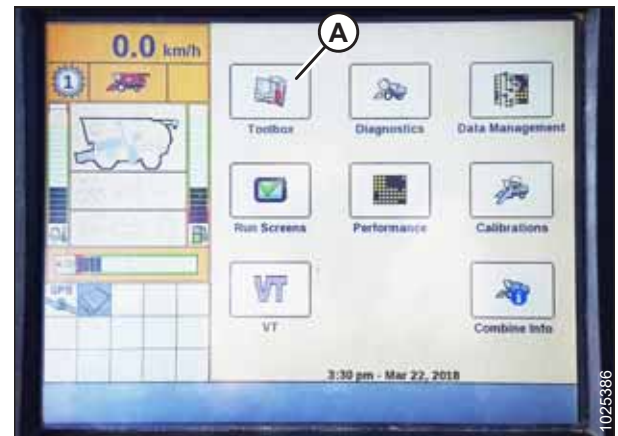 0.0 km/h
A
1
Toolbox
Diagnostics
Data Management
Run Screens
Performance
Calibrations
GPS
VT
VT
Combine Info
3:30 pm - Mar 22, 2018
1025386